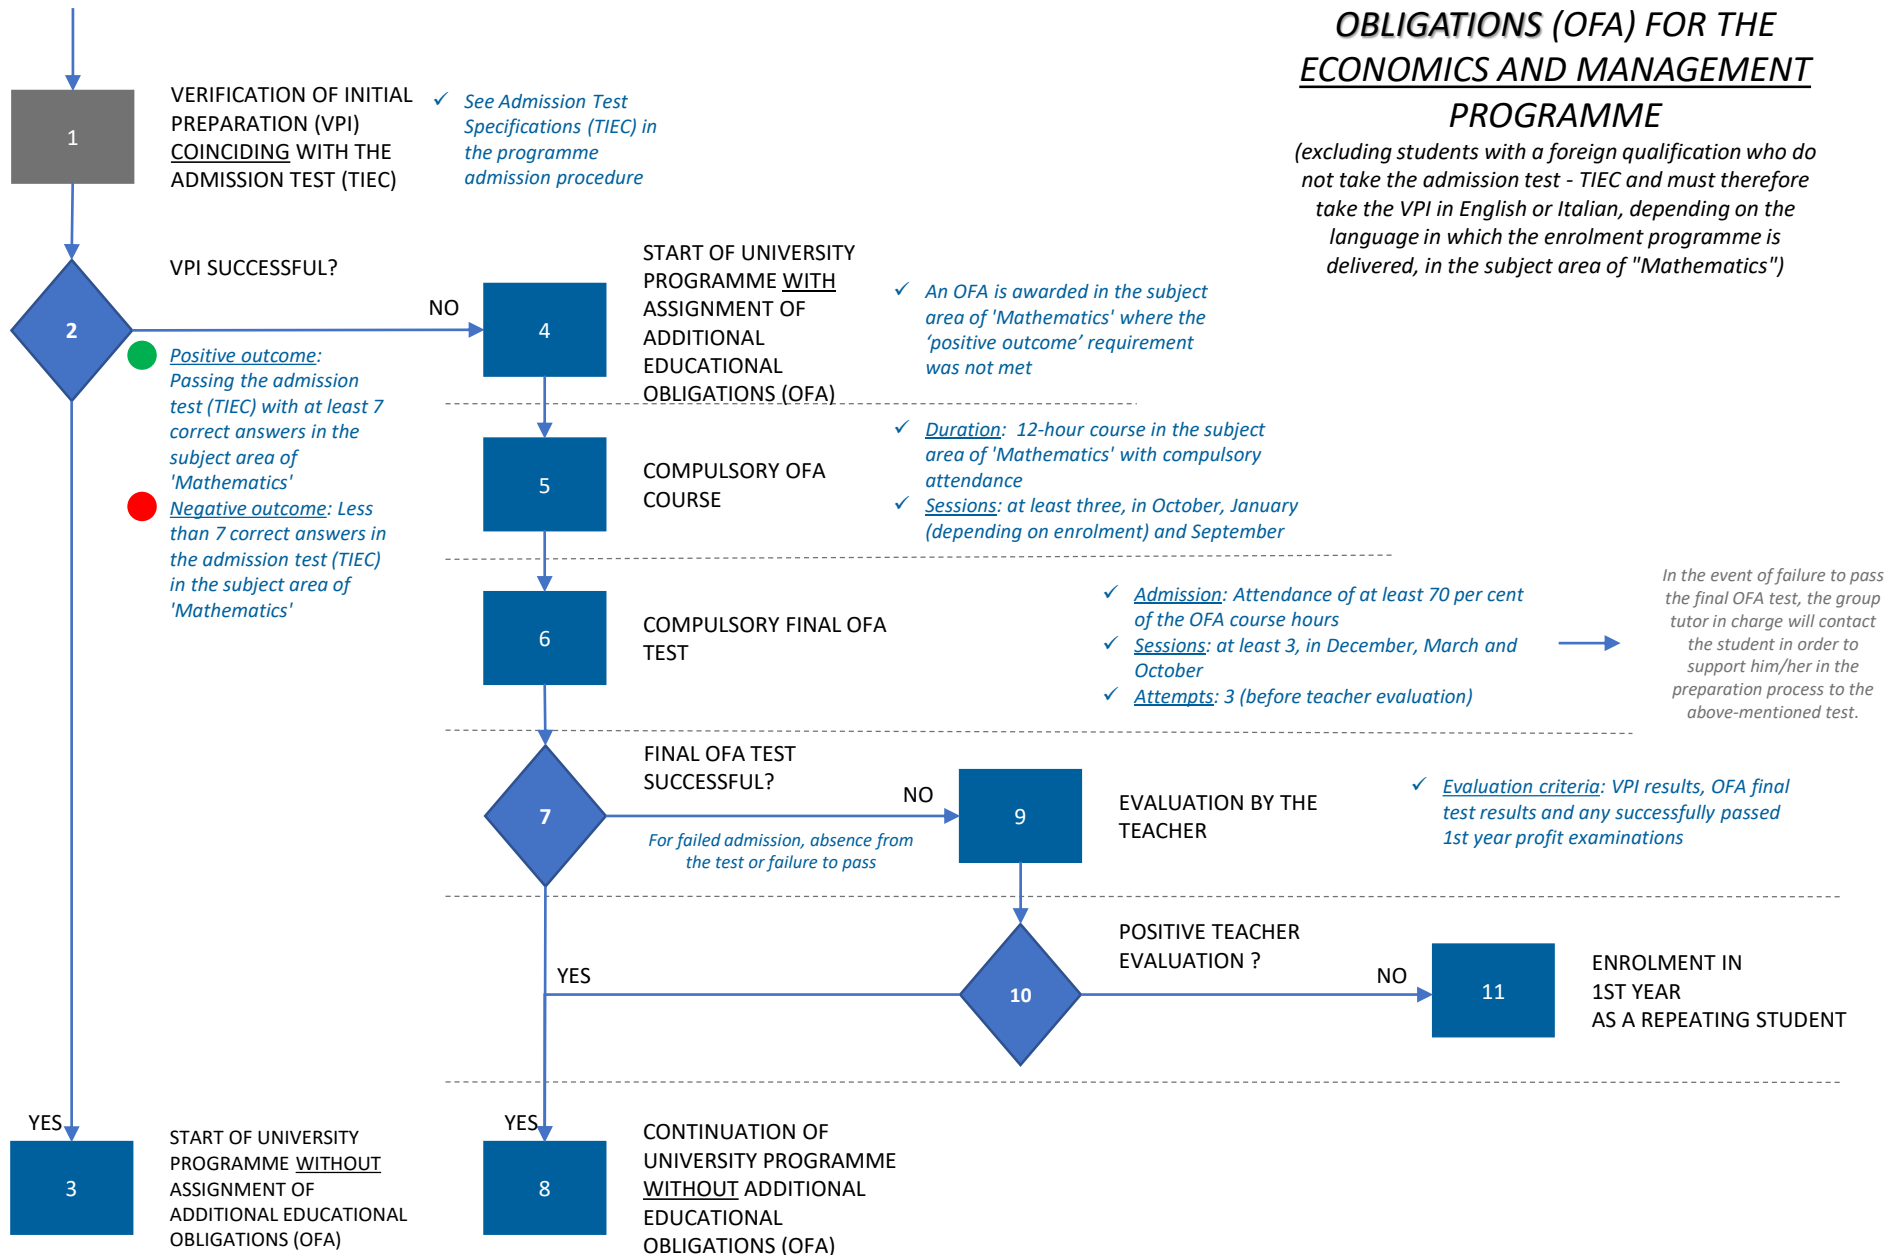 OBLIGATIONS (OFA) FOR THE
ECONOMICS AND MANAGEMENT
PROGRAMME
(excluding students with a foreign qualification who do
not take the admission test - TIEC and must therefore
take the VPI in English or Italian, depending on the
language in which the enrolment programme is
delivered, in the subject area of "Mathematics")
1
VERIFICATION OF INITIAL
PREPARATION (VPI)
COINCIDING WITH THE
ADMISSION TEST (TIEC)
✓ See Admission Test
Specifications (TIEC) in
the programme
admission procedure
2
VPI SUCCESSFUL?
NO
Positive outcome:
Passing the admission
test (TIEC) with at least 7
correct answers in the
subject area of
'Mathematics'
Negative outcome: Less
than 7 correct answers in
the admission test (TIEC)
in the subject area of
'Mathematics'
4
START OF UNIVERSITY
PROGRAMME WITH
ASSIGNMENT OF
ADDITIONAL
EDUCATIONAL
OBLIGATIONS (OFA)
✓ An OFA is awarded in the subject
area of 'Mathematics' where the
‘positive outcome’ requirement
was not met
5
COMPULSORY OFA
COURSE
✓ Duration: 12-hour course in the subject
area of 'Mathematics' with compulsory
attendance
✓ Sessions: at least three, in October, January
(depending on enrolment) and September
6
COMPULSORY FINAL OFA
TEST
✓ Admission: Attendance of at least 70 per cent
of the OFA course hours
✓ Sessions: at least 3, in December, March and
October
✓ Attempts: 3 (before teacher evaluation)
In the event of failure to pass
the final OFA test, the group
tutor in charge will contact
the student in order to
support him/her in the
preparation process to the
above-mentioned test.
7
FINAL OFA TEST
SUCCESSFUL?
NO
For failed admission, absence from
the test or failure to pass
9
EVALUATION BY THE
TEACHER
✓ Evaluation criteria: VPI results, OFA final
test results and any successfully passed
1st year profit examinations
10
POSITIVE TEACHER
EVALUATION ?
YES
NO
11
ENROLMENT IN
1ST YEAR
AS A REPEATING STUDENT
YES
3
START OF UNIVERSITY
PROGRAMME WITHOUT
ASSIGNMENT OF
ADDITIONAL EDUCATIONAL
OBLIGATIONS (OFA)
YES
8
CONTINUATION OF
UNIVERSITY PROGRAMME
WITHOUT ADDITIONAL
EDUCATIONAL
OBLIGATIONS (OFA)